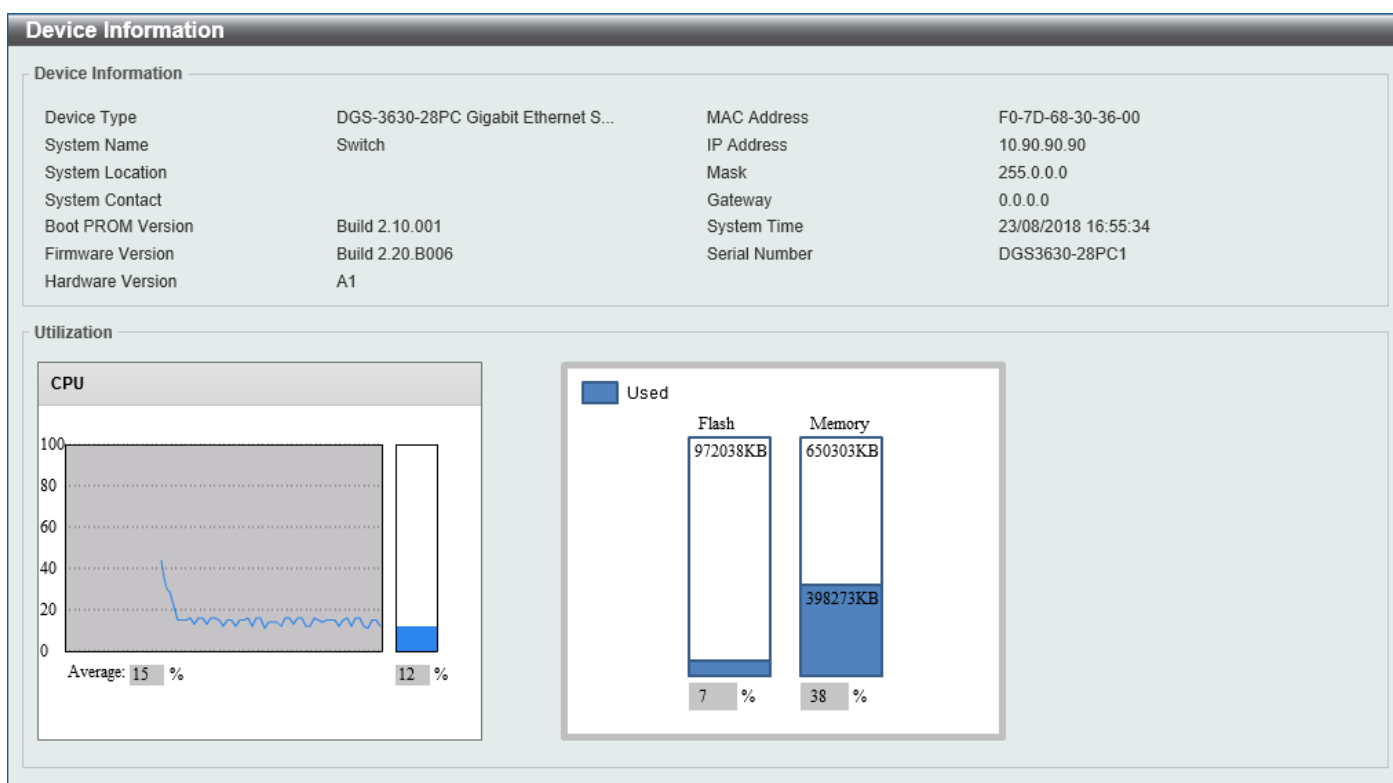 Device Information
Device Information
Device Type DGS-3630-28PC Gigabit Ethernet S... MAC Address F0-7D-68-30-36-00
System Name Switch IP Address 10.90.90.90
System Location Mask 255.0.0.0
System Contact Gateway 0.0.0.0
Boot PROM Version Build 2.10.001 System Time 23/08/2018 16:55:34
Firmware Version Build 2.20.B006 Serial Number DGS3630-28PC1
Hardware Version A1
Utilization
CPU
100
80
60
40
20
0
Average: 15 % 12 %
Used
Flash Memory
972038KB 650303KB
398273KB
7 % 38 %